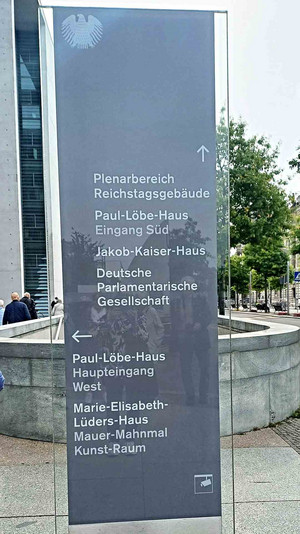 Plenarbereich
Reichstagsgebäude
Paul-Löbe-Haus
Eingang Süd
Jakob-Kaiser-Haus
Deutsche
Parlamentarische
Gesellschaft
Paul-Löbe-Haus
Haupteingang
West
Marie-Elisabeth-
Lüders-Haus
Mauer-Mahnmal
Kunst-Raum